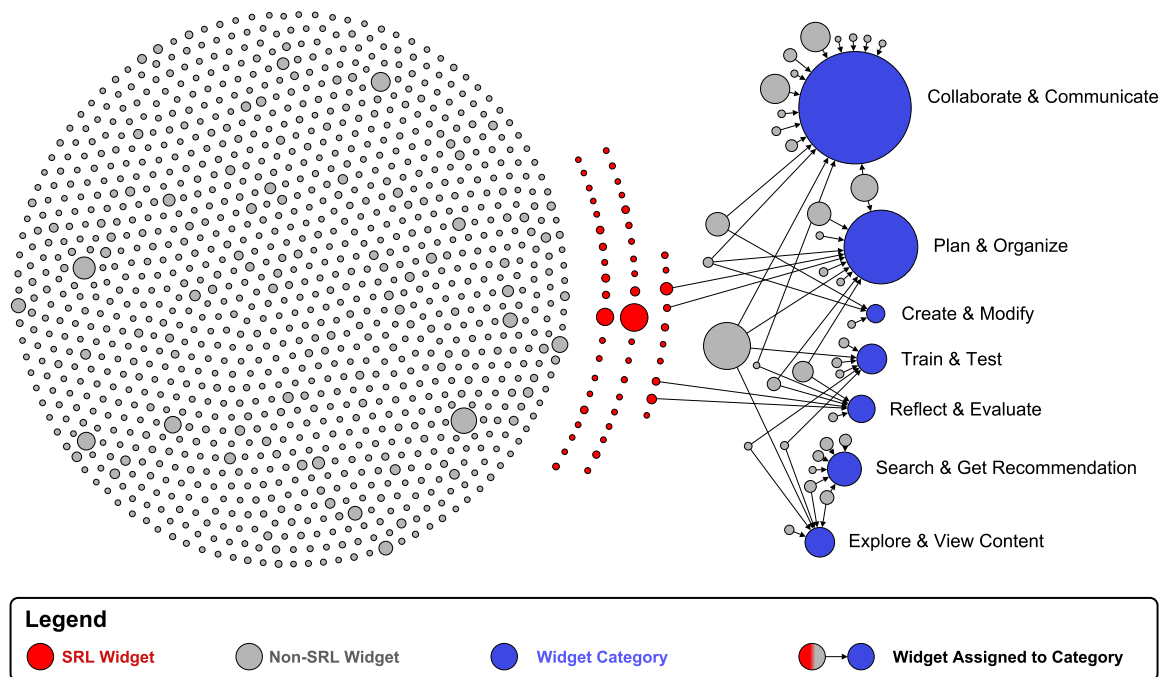 Collaborate & Communicate
Plan & Organize
Create & Modify
Train & Test
Reflect & Evaluate
Search & Get Recommendation
Explore & View Content
Legend
SRL Widget
Non-SRL Widget
Widget Category
Widget Assigned to Category